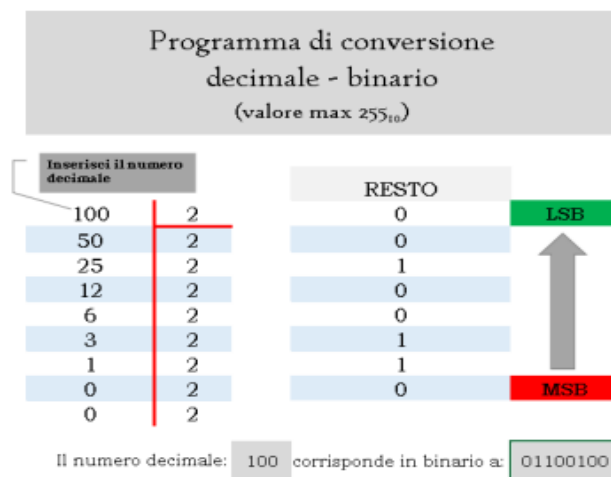 Programma di conversione
decimale - binario
(valore max 255₁₀)
Inserisci il numero
decimale
RESTO
100 2 0 LSB
50 2 0
25 2 1
12 2 0
6 2 0
3 2 1
1 2 1
0 2 0 MSB
0 2
Il numero decimale: 100 corrisponde in binario a: 01100100